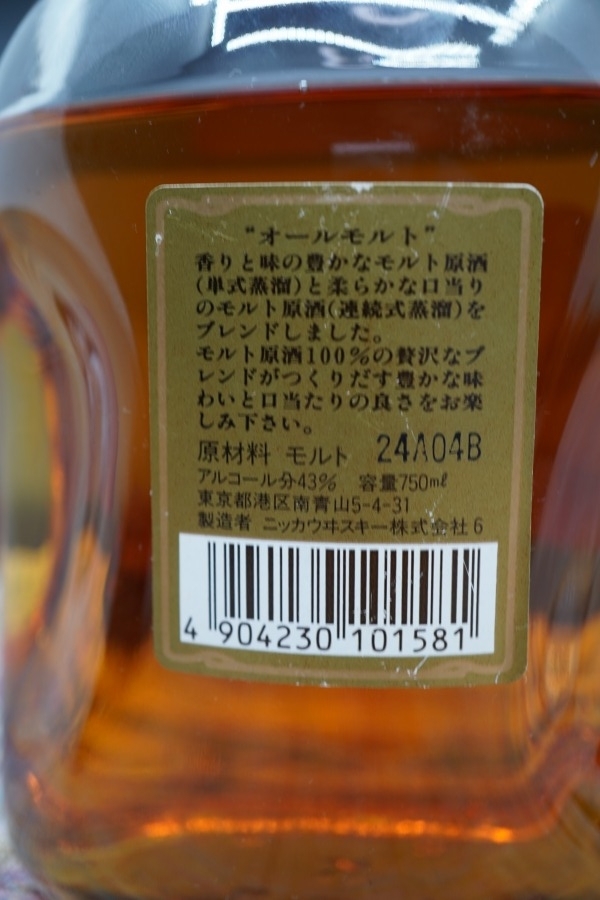 “オールモルト”
香りと味の豊かなモルト原酒
(単式蒸溜)と柔らかな口当り
のモルト原酒(連続式蒸溜)を
ブレンドしました。
モルト原酒100%の贅沢なブ
レンドがつくりだす豊かな味
わいと口当たりの良さをお楽
しみ下さい。
原材料 モルト 24A04B
アルコール分43% 容量750㎖
東京都港区南青山5-4-31
製造者 ニッカウヰスキー株式会社 6
4 904230 101581